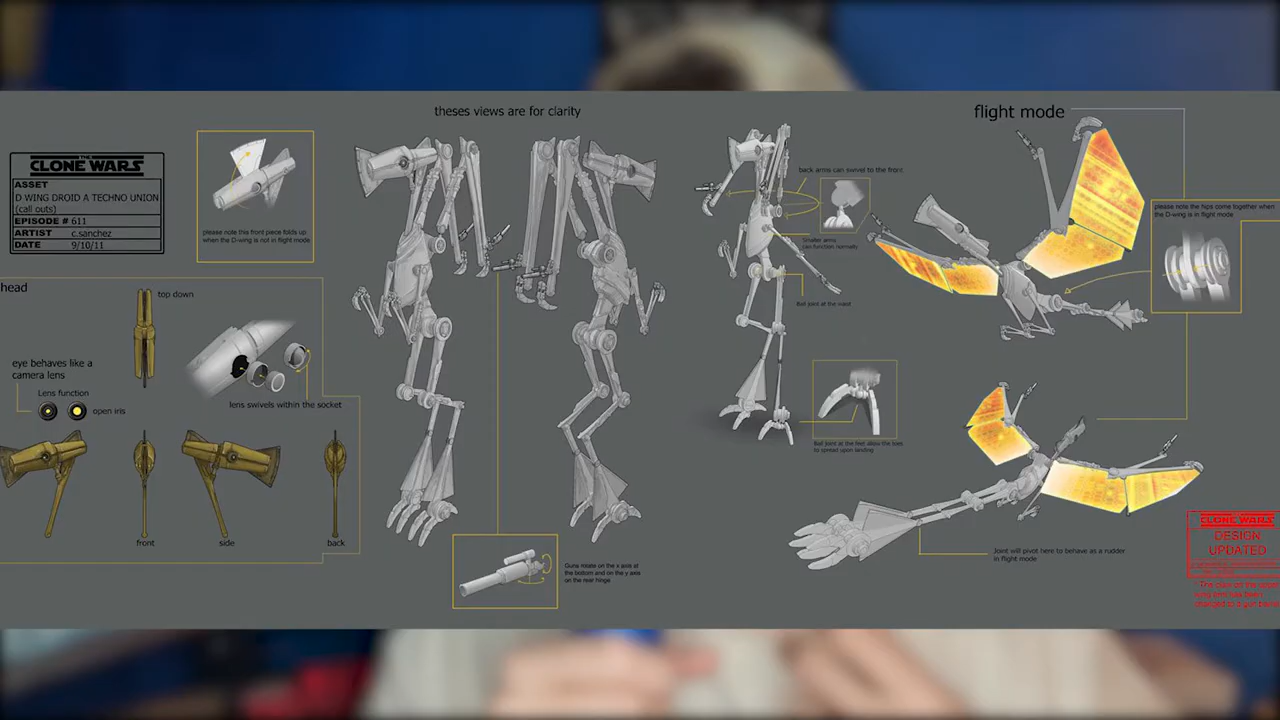 theses views are for clarity
flight mode
THE
CLONE WARS
ASSET
D WING DROID A TECHNO UNION
(call outs)
EPISODE # 611
ARTIST c.sanchez
DATE 9/10/11
please note this front piece folds up
when the D-wing is not in flight mode
back arms can swivel to the front
Smaller arms
can function normally
Ball joint at the waist
please note the hips come together when
the D-wing is in flight mode
head
top down
eye behaves like a
camera lens
Lens function
open iris
lens swivels within the socket
front
side
back
Ball joint at the feet allow the toes
to spread upon landing
Guns rotate on the x axis at
the bottom and on the y axis
on the rear hinge
Joint will pivot here to behave as a rudder
in flight mode
CLONE WARS
DESIGN
UPDATED